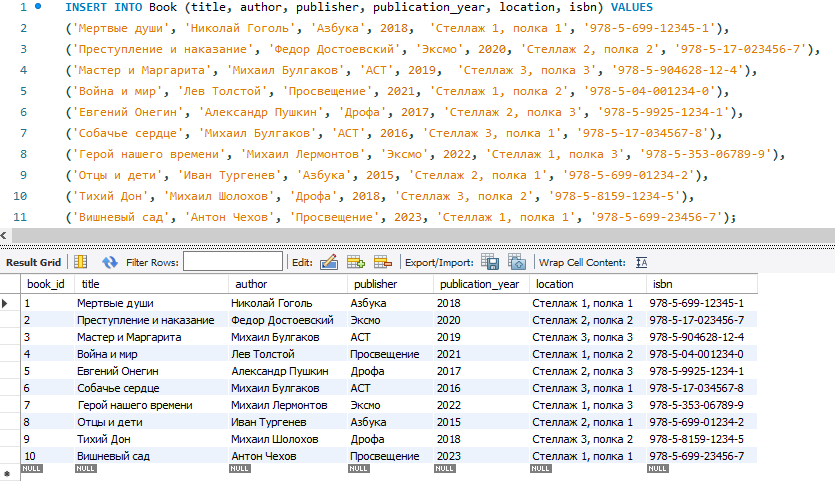 1 INSERT INTO Book (title, author, publisher, publication_year, location, isbn) VALUES
2 ('Мертвые души', 'Николай Гоголь', 'Азбука', 2018, 'Стеллаж 1, полка 1', '978-5-699-12345-1'),
3 ('Преступление и наказание', 'Федор Достоевский', 'Эксмо', 2020, 'Стеллаж 2, полка 2', '978-5-17-023456-7'),
4 ('Мастер и Маргарита', 'Михаил Булгаков', 'АСТ', 2019, 'Стеллаж 3, полка 3', '978-5-904628-12-4'),
5 ('Война и мир', 'Лев Толстой', 'Просвещение', 2021, 'Стеллаж 1, полка 2', '978-5-04-001234-0'),
6 ('Евгений Онегин', 'Александр Пушкин', 'Дрофа', 2017, 'Стеллаж 2, полка 3', '978-5-9925-1234-1'),
7 ('Собачье сердце', 'Михаил Булгаков', 'АСТ', 2016, 'Стеллаж 3, полка 1', '978-5-17-034567-8'),
8 ('Герой нашего времени', 'Михаил Лермонтов', 'Эксмо', 2022, 'Стеллаж 1, полка 3', '978-5-353-06789-9'),
9 ('Отцы и дети', 'Иван Тургенев', 'Азбука', 2015, 'Стеллаж 2, полка 1', '978-5-699-01234-2'),
10 ('Тихий Дон', 'Михаил Шолохов', 'Дрофа', 2018, 'Стеллаж 3, полка 2', '978-5-8159-1234-5'),
11 ('Вишневый сад', 'Антон Чехов', 'Просвещение', 2023, 'Стеллаж 1, полка 1', '978-5-699-23456-7');
Result Grid Filter Rows: Edit: Export/Import: Wrap Cell Content:
book_id title author publisher publication_year location isbn
1 Мертвые души Николай Гоголь Азбука 2018 Стеллаж 1, полка 1 978-5-699-12345-1
2 Преступление и наказание Федор Достоевский Эксмо 2020 Стеллаж 2, полка 2 978-5-17-023456-7
3 Мастер и Маргарита Михаил Булгаков АСТ 2019 Стеллаж 3, полка 3 978-5-904628-12-4
4 Война и мир Лев Толстой Просвещение 2021 Стеллаж 1, полка 2 978-5-04-001234-0
5 Евгений Онегин Александр Пушкин Дрофа 2017 Стеллаж 2, полка 3 978-5-9925-1234-1
6 Собачье сердце Михаил Булгаков АСТ 2016 Стеллаж 3, полка 1 978-5-17-034567-8
7 Герой нашего времени Михаил Лермонтов Эксмо 2022 Стеллаж 1, полка 3 978-5-353-06789-9
8 Отцы и дети Иван Тургенев Азбука 2015 Стеллаж 2, полка 1 978-5-699-01234-2
9 Тихий Дон Михаил Шолохов Дрофа 2018 Стеллаж 3, полка 2 978-5-8159-1234-5
10 Вишневый сад Антон Чехов Просвещение 2023 Стеллаж 1, полка 1 978-5-699-23456-7
NULL NULL NULL NULL NULL NULL NULL